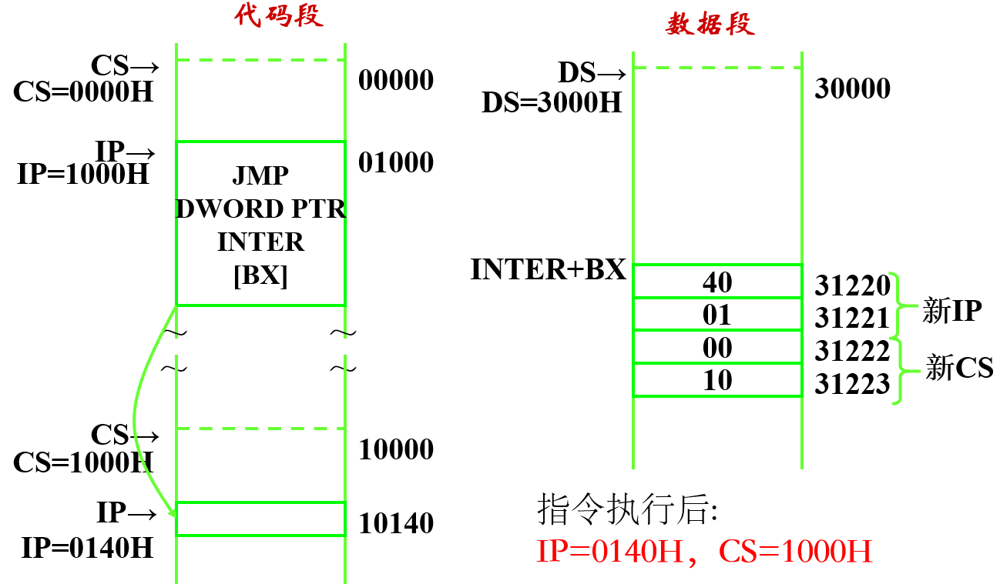 代码段
CS→
CS=0000H
00000
IP→
IP=1000H
01000
JMP
DWORD PTR
INTER
[BX]
～ ～
～ ～
CS→
CS=1000H
10000
IP→
IP=0140H
10140
数据段
DS→
DS=3000H
30000
INTER+BX
40 31220
01 31221
新IP
00 31222
10 31223
新CS
指令执行后:
IP=0140H，CS=1000H